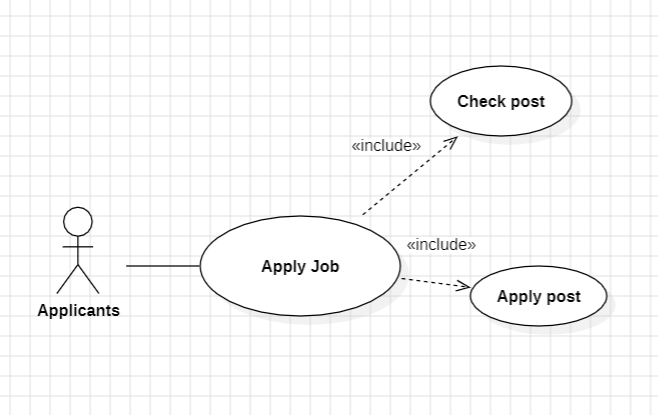 Check post
«include»
«include»
Apply Job
Apply post
Applicants